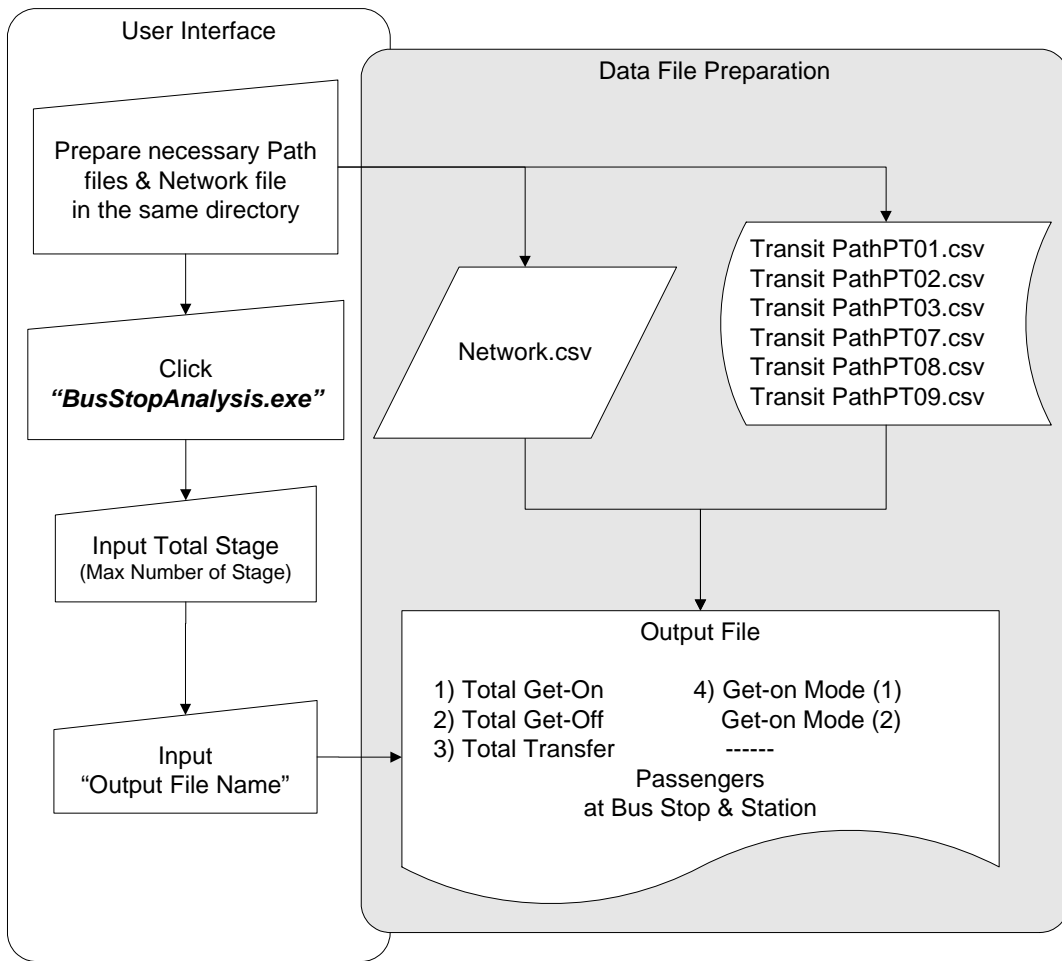 User Interface
Data File Preparation
Prepare necessary Path
files & Network file
in the same directory
Click
“BusStopAnalysis.exe”
Input Total Stage
(Max Number of Stage)
Input
“Output File Name”
Network.csv
Transit PathPT01.csv
Transit PathPT02.csv
Transit PathPT03.csv
Transit PathPT07.csv
Transit PathPT08.csv
Transit PathPT09.csv
Output File
1) Total Get-On
2) Total Get-Off
3) Total Transfer
4) Get-on Mode (1)
Get-on Mode (2)
------
Passengers
at Bus Stop & Station